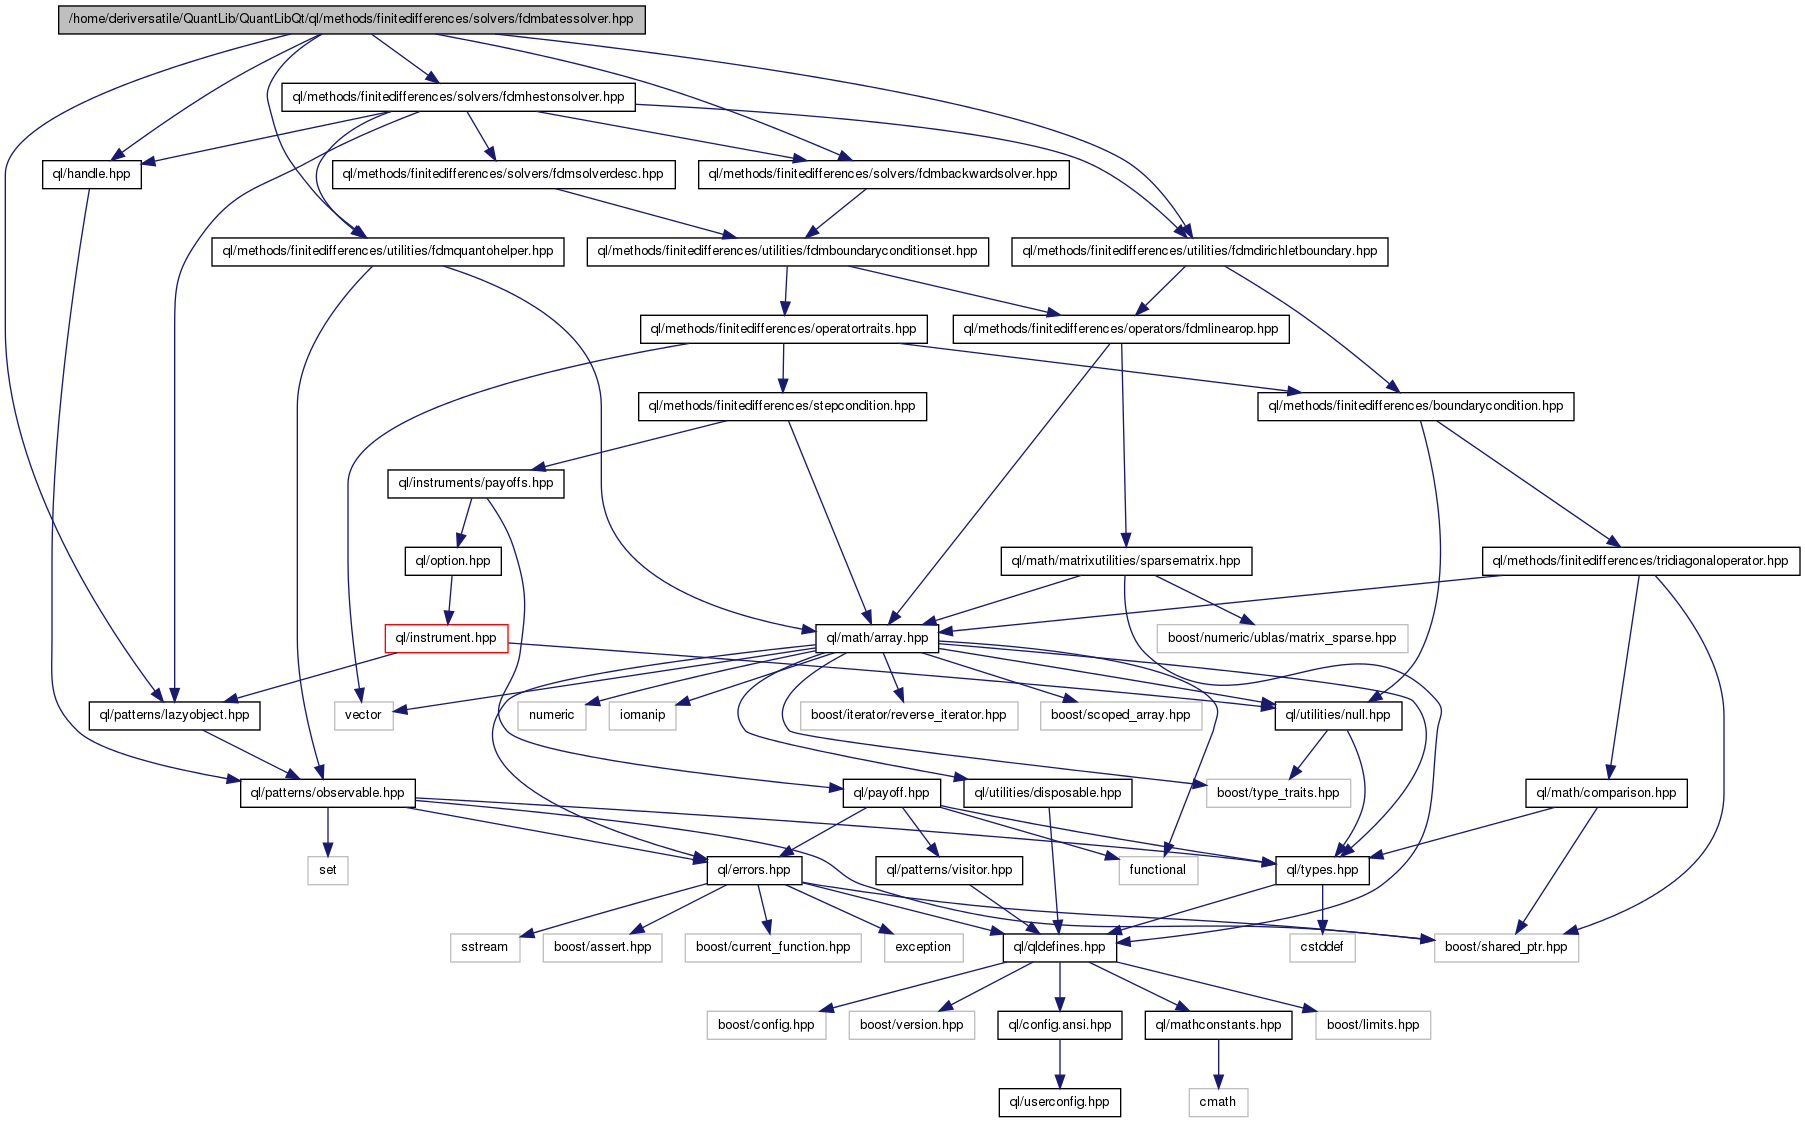 /home/deriversatile/QuantLib/QuantLibQt/ql/methods/finitedifferences/solvers/fdmbatessolver.hpp
ql/methods/finitedifferences/solvers/fdmhestonsolver.hpp
ql/handle.hpp
ql/methods/finitedifferences/solvers/fdmsolverdesc.hpp
ql/methods/finitedifferences/solvers/fdmbackwardsolver.hpp
ql/methods/finitedifferences/utilities/fdmquantohelper.hpp
ql/methods/finitedifferences/utilities/fdmboundaryconditionset.hpp
ql/methods/finitedifferences/utilities/fdmdirichletboundary.hpp
ql/methods/finitedifferences/operatortraits.hpp
ql/methods/finitedifferences/operators/fdmlinearop.hpp
ql/methods/finitedifferences/stepcondition.hpp
ql/methods/finitedifferences/boundarycondition.hpp
ql/instruments/payoffs.hpp
ql/option.hpp
ql/math/matrixutilities/sparsematrix.hpp
ql/methods/finitedifferences/tridiagonaloperator.hpp
ql/instrument.hpp
ql/math/array.hpp
boost/numeric/ublas/matrix_sparse.hpp
ql/patterns/lazyobject.hpp
vector
numeric
iomanip
boost/iterator/reverse_iterator.hpp
boost/scoped_array.hpp
ql/utilities/null.hpp
ql/patterns/observable.hpp
ql/payoff.hpp
ql/utilities/disposable.hpp
boost/type_traits.hpp
ql/math/comparison.hpp
set
ql/errors.hpp
ql/patterns/visitor.hpp
functional
ql/types.hpp
sstream
boost/assert.hpp
boost/current_function.hpp
exception
ql/qldefines.hpp
cstddef
boost/shared_ptr.hpp
boost/config.hpp
boost/version.hpp
ql/config.ansi.hpp
ql/mathconstants.hpp
boost/limits.hpp
ql/userconfig.hpp
cmath